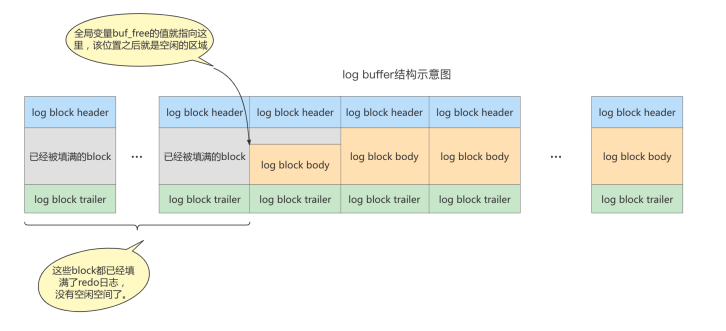 全局变量buf_free的值就指向这
里，该位置之后就是空闲的区域
log buffer结构示意图
log block header
log block header
log block header
log block header
log block header
log block header
已经被填满的block
...
已经被填满的block
log block body
log block body
log block body
...
log block body
log block trailer
log block trailer
log block trailer
log block trailer
log block trailer
log block trailer
这些block都已经填
满了redo日志，
没有空闲空间了。